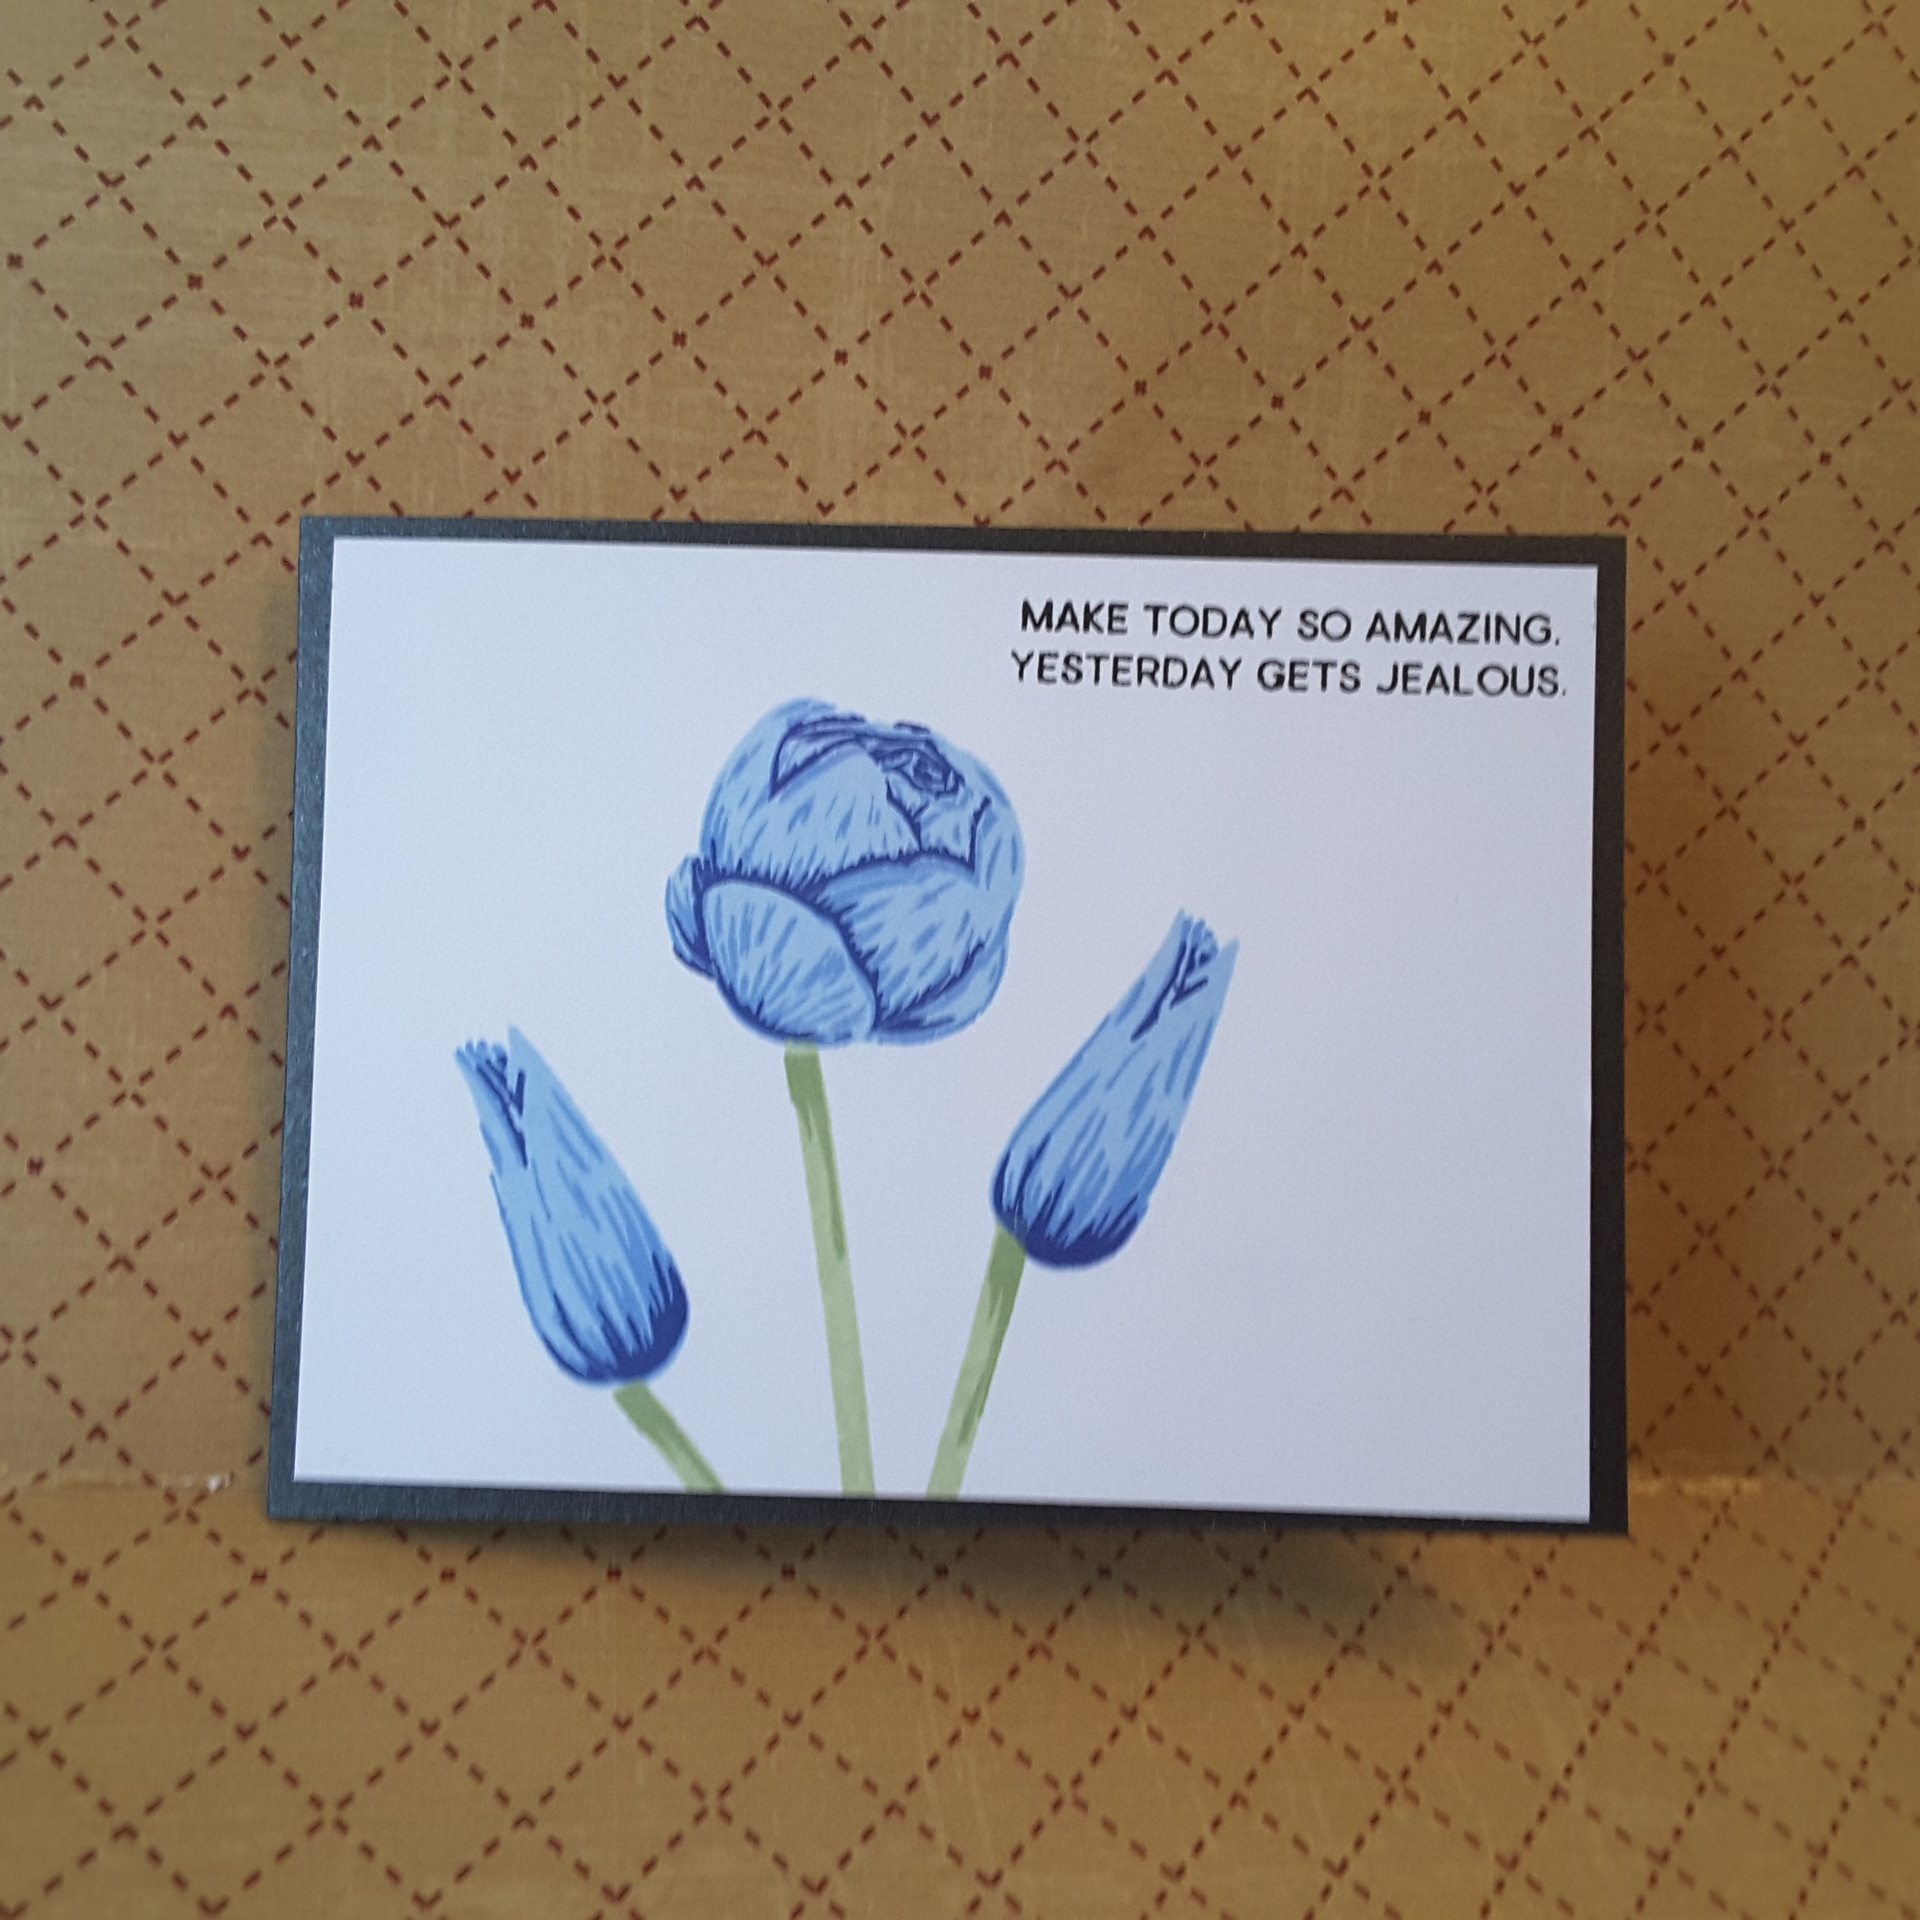 MAKE TODAY SO AMAZING.
YESTERDAY GETS JEALOUS.